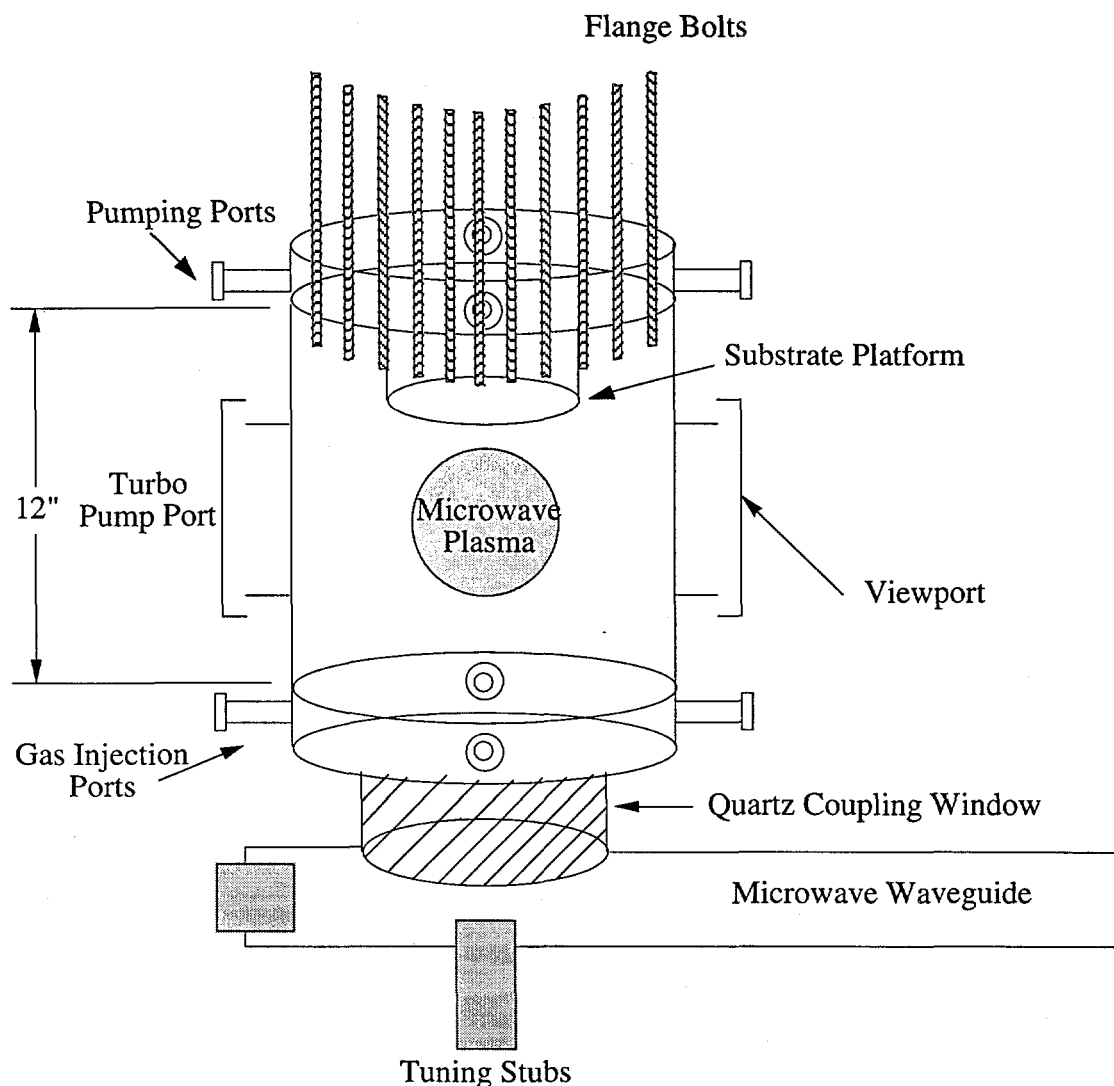 Flange Bolts
Pumping Ports
Substrate Platform
12"
Turbo
Pump Port
Microwave
Plasma
Viewport
Gas Injection
Ports
Quartz Coupling Window
Microwave Waveguide
Tuning Stubs